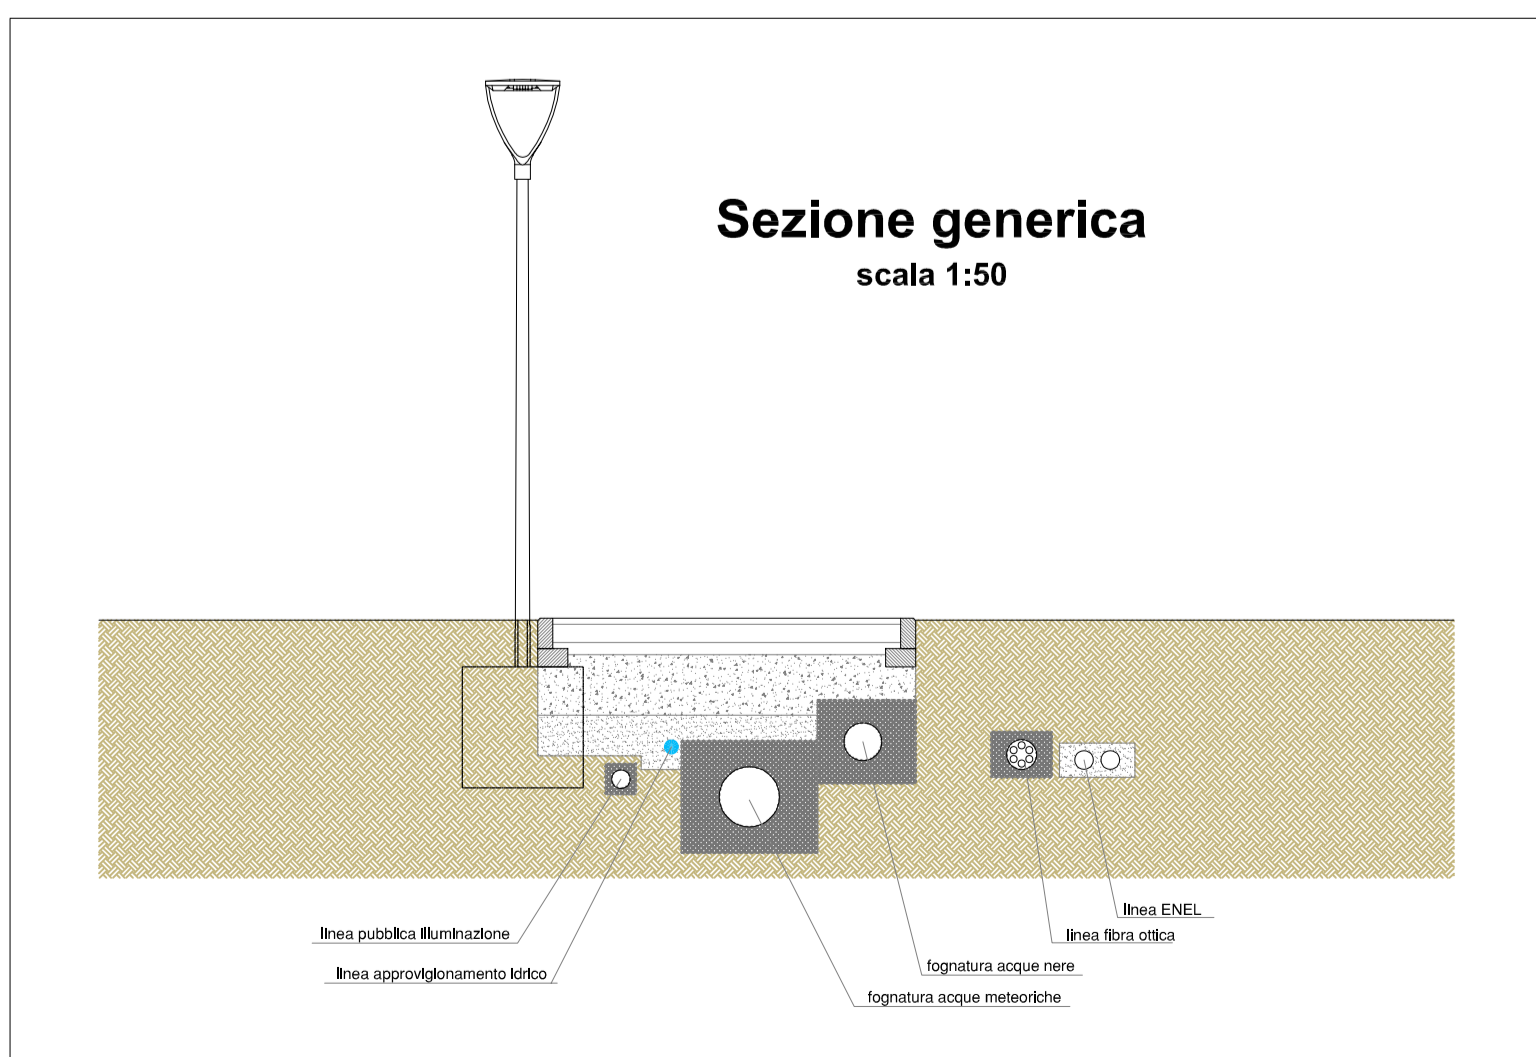 Sezione generica
scala 1:50
linea ENEL
linea pubblica illuminazione
linea fibra ottica
fognatura acque nere
linea approvigionamento idrico
fognatura acque meteoriche